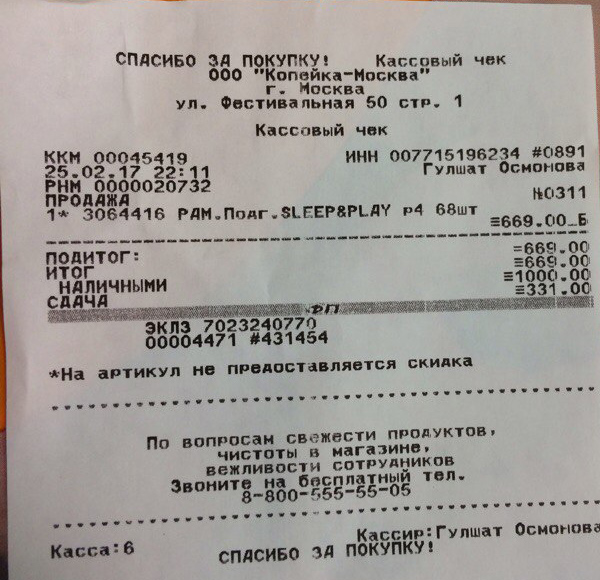 СПАСИБО ЗА ПОКУПКУ! Кассовый чек
ООО "Копейка-Москва"
г. Москва
ул. Фестивальная 50 стр. 1
Кассовый чек
ККМ 00045419 ИНН 007715196234 #0891
25.02.17 22:11 Гулшат Осмонова
РНМ 0000020732
ПРОДАЖА №0311
1* 3064416 PAM.Подг.SLEEP&PLAY р4 68шт
≡669.00_Б
ПОДИТОГ: =669.00
ИТОГ ≡669.00
НАЛИЧНЫМИ ≡1000.00
СДАЧА ≡331.00
ФП
ЭКЛЗ 7023240770
00004471 #431454
*На артикул не предоставляется скидка
По вопросам свежести продуктов,
чистоты в магазине,
вежливости сотрудников
Звоните на бесплатный тел.
8-800-555-55-05
Кассир:Гулшат Осмонова
Касса:6 СПАСИБО ЗА ПОКУПКУ!